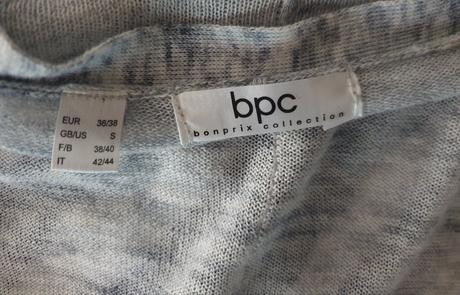 EUR 36/38
GB/US S
F/B 38/40
IT 42/44
bpc
bonprix collection